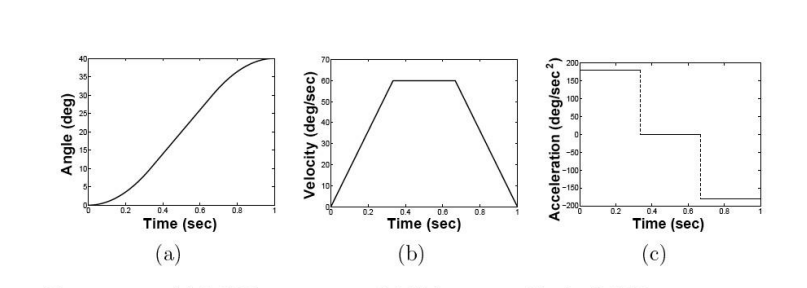 40
35
30
25
20
15
10
5
0
Angle (deg)
0 0.2 0.4 0.6 0.8 1
Time (sec)
(a)
70
60
50
40
30
20
10
0
Velocity (deg/sec)
0 0.2 0.4 0.6 0.8 1
Time (sec)
(b)
200
150
100
50
0
−50
−100
−150
−200
Acceleration (deg/sec²)
0 0.2 0.4 0.6 0.8 1
Time (sec)
(c)